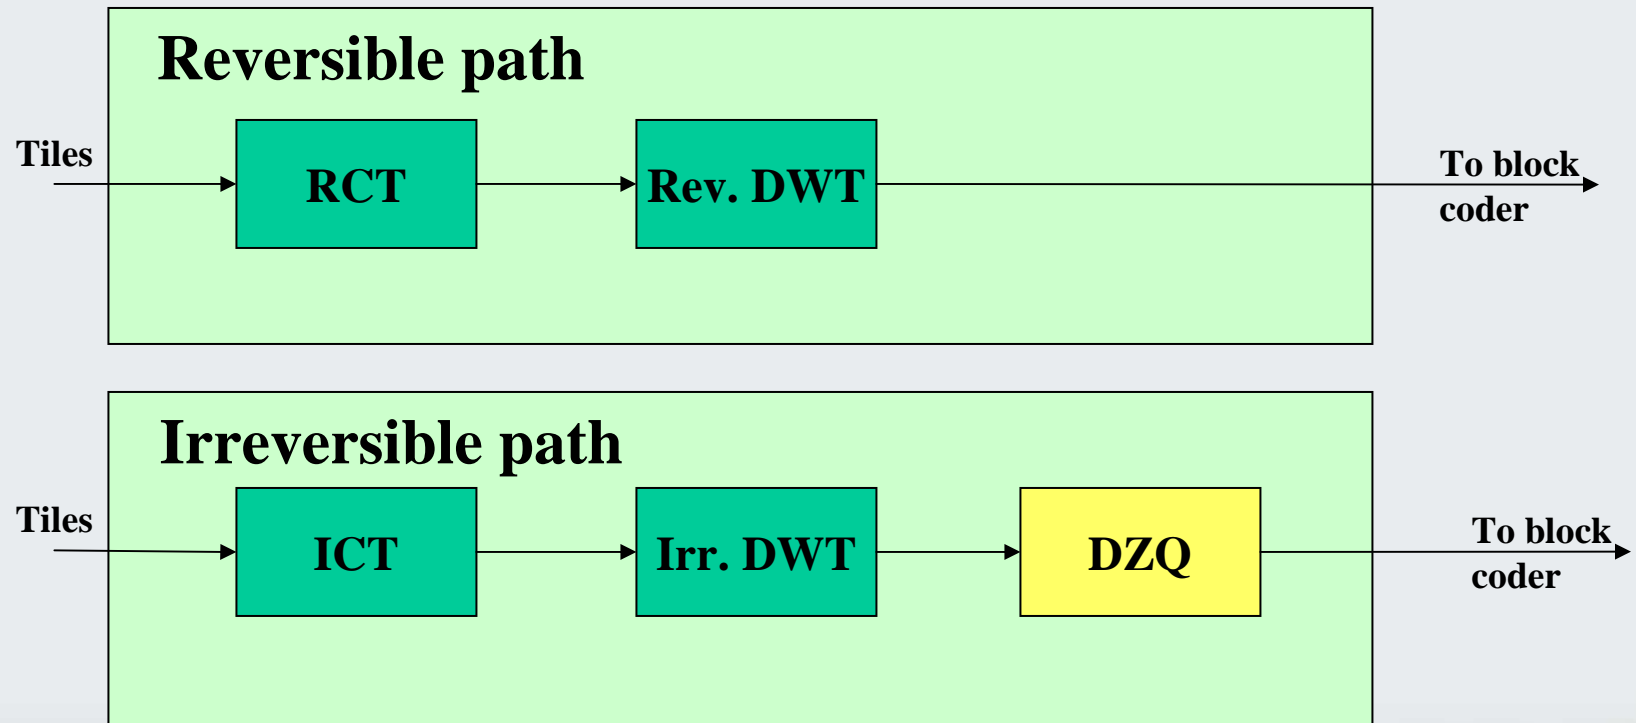 Reversible path
Tiles
RCT
Rev. DWT
To block
coder
Irreversible path
Tiles
ICT
Irr. DWT
DZQ
To block
coder